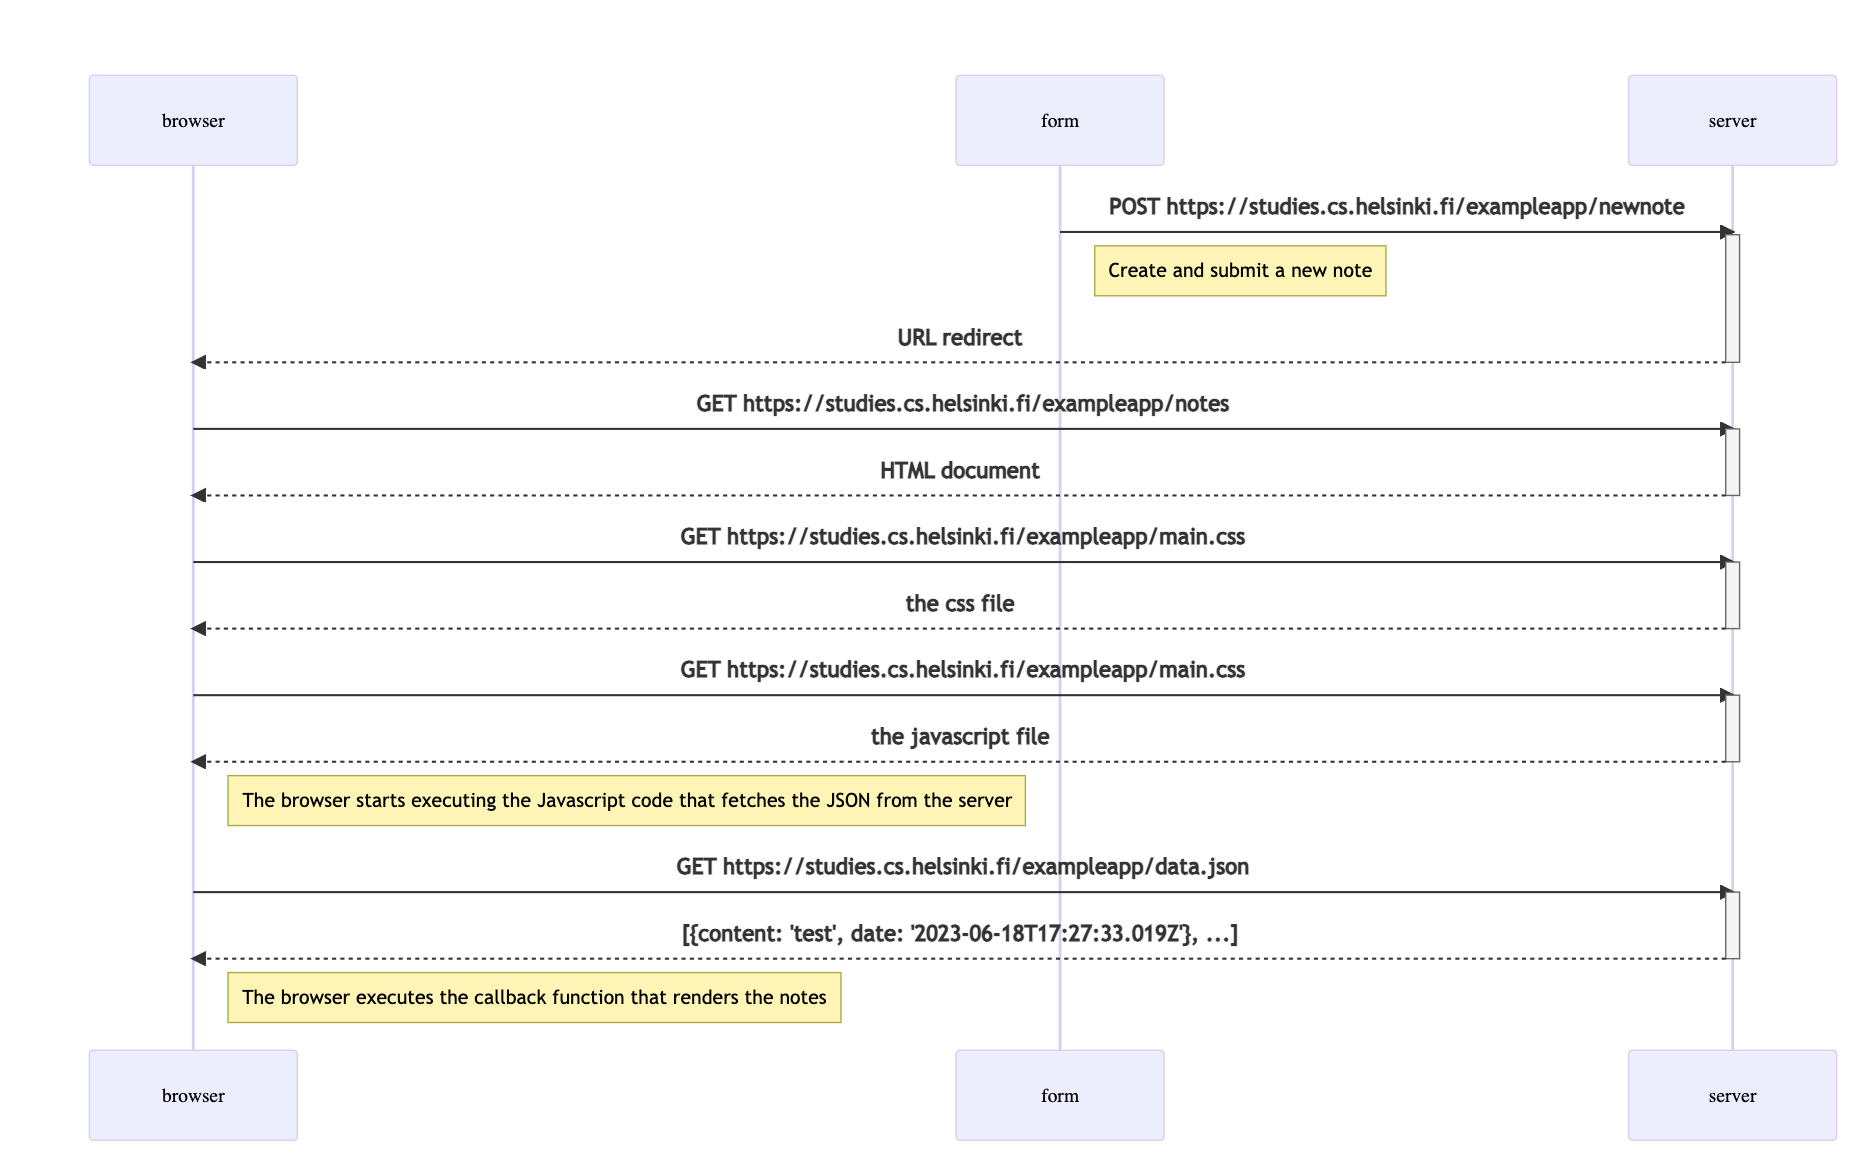 browser
form
server
POST https://studies.cs.helsinki.fi/exampleapp/newnote
Create and submit a new note
URL redirect
GET https://studies.cs.helsinki.fi/exampleapp/notes
HTML document
GET https://studies.cs.helsinki.fi/exampleapp/main.css
the css file
GET https://studies.cs.helsinki.fi/exampleapp/main.css
the javascript file
The browser starts executing the Javascript code that fetches the JSON from the server
GET https://studies.cs.helsinki.fi/exampleapp/data.json
[{content: 'test', date: '2023-06-18T17:27:33.019Z'}, ...]
The browser executes the callback function that renders the notes
browser
form
server